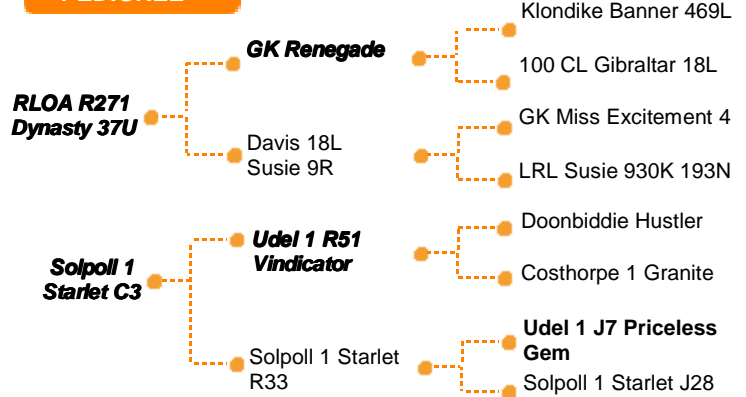 PEDIGREE
Klondike Banner 469L
GK Renegade
100 CL Gibraltar 18L
RLOA R271
Dynasty 37U
GK Miss Excitement 4
Davis 18L
Susie 9R
LRL Susie 930K 193N
Doonbiddie Hustler
Udel 1 R51
Vindicator
Costhorpe 1 Granite
Solpoll 1
Starlet C3
Udel 1 J7 Priceless
Gem
Solpoll 1 Starlet
R33
Solpoll 1 Starlet J28